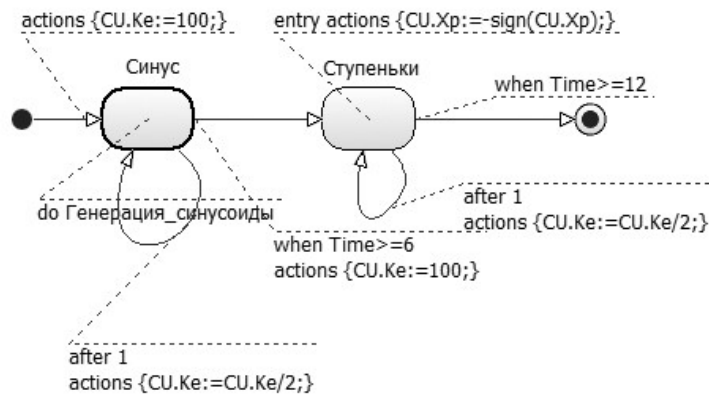 actions {CU.Ke:=100;}
entry actions {CU.Xp:=-sign(CU.Xp);}
Синус
Ступеньки
when Time>=12
do Генерация_синусоиды
after 1
actions {CU.Ke:=CU.Ke/2;}
when Time>=6
actions {CU.Ke:=100;}
after 1
actions {CU.Ke:=CU.Ke/2;}